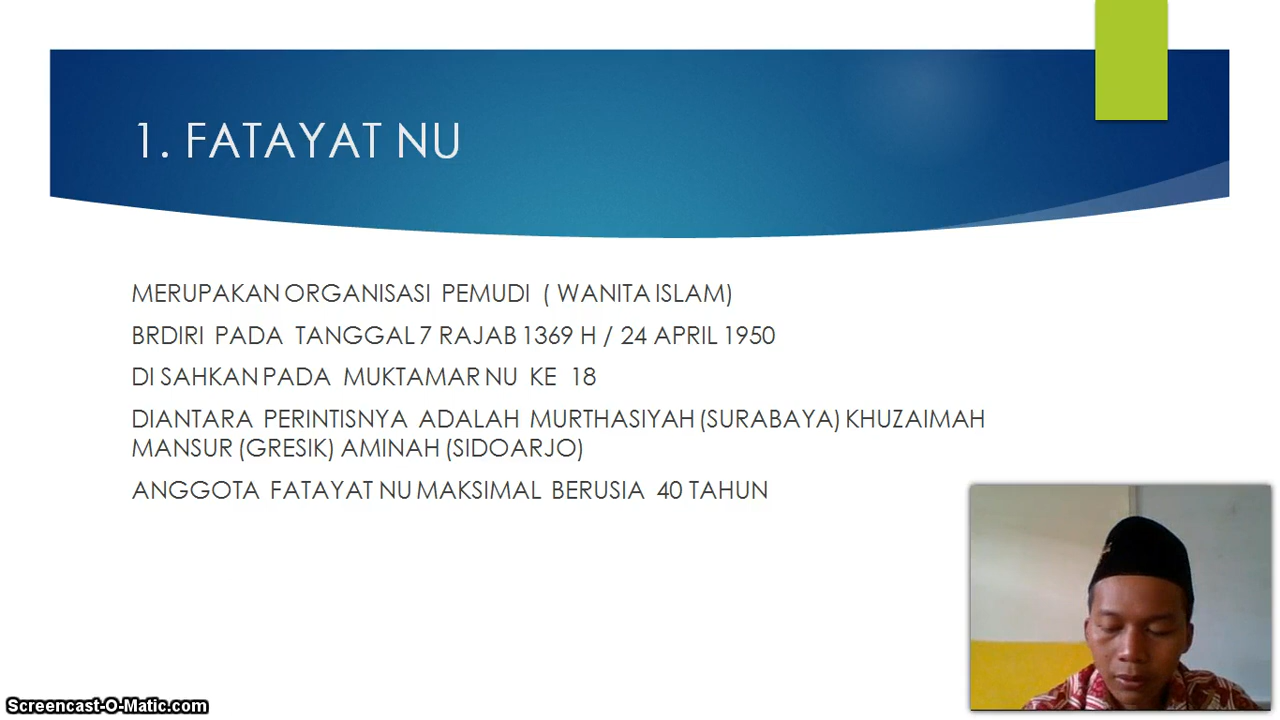 1. FATAYAT NU
MERUPAKAN ORGANISASI PEMUDI ( WANITA ISLAM)
BRDIRI PADA TANGGAL 7 RAJAB 1369 H / 24 APRIL 1950
DI SAHKAN PADA MUKTAMAR NU KE 18
DIANTARA PERINTISNYA ADALAH MURTHASIYAH (SURABAYA) KHUZAIMAH
MANSUR (GRESIK) AMINAH (SIDOARJO)
ANGGOTA FATAYAT NU MAKSIMAL BERUSIA 40 TAHUN
Screencast-O-Matic.com